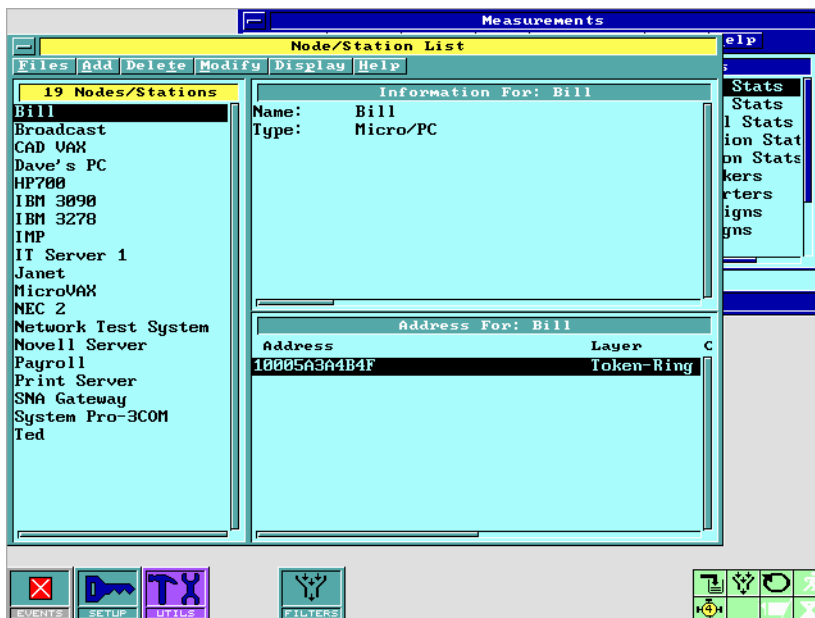 Measurements
elp
Node/Station List
Files Add Delete Modify Display Help
19 Nodes/Stations
Bill
Broadcast
CAD VAX
Dave's PC
HP700
IBM 3090
IBM 3278
IMP
IT Server 1
Janet
MicroVAX
NEC 2
Network Test System
Novell Server
Payroll
Print Server
SNA Gateway
System Pro-3COM
Ted
Information For: Bill
Name: Bill
Type: Micro/PC
Address For: Bill
Address Layer C
10005A3A4B4F Token-Ring
s
Stats
Stats
l Stats
ion Stat
on Stats
kers
rters
igns
gns
EVENTS
SETUP
UTILS
FILTERS
4